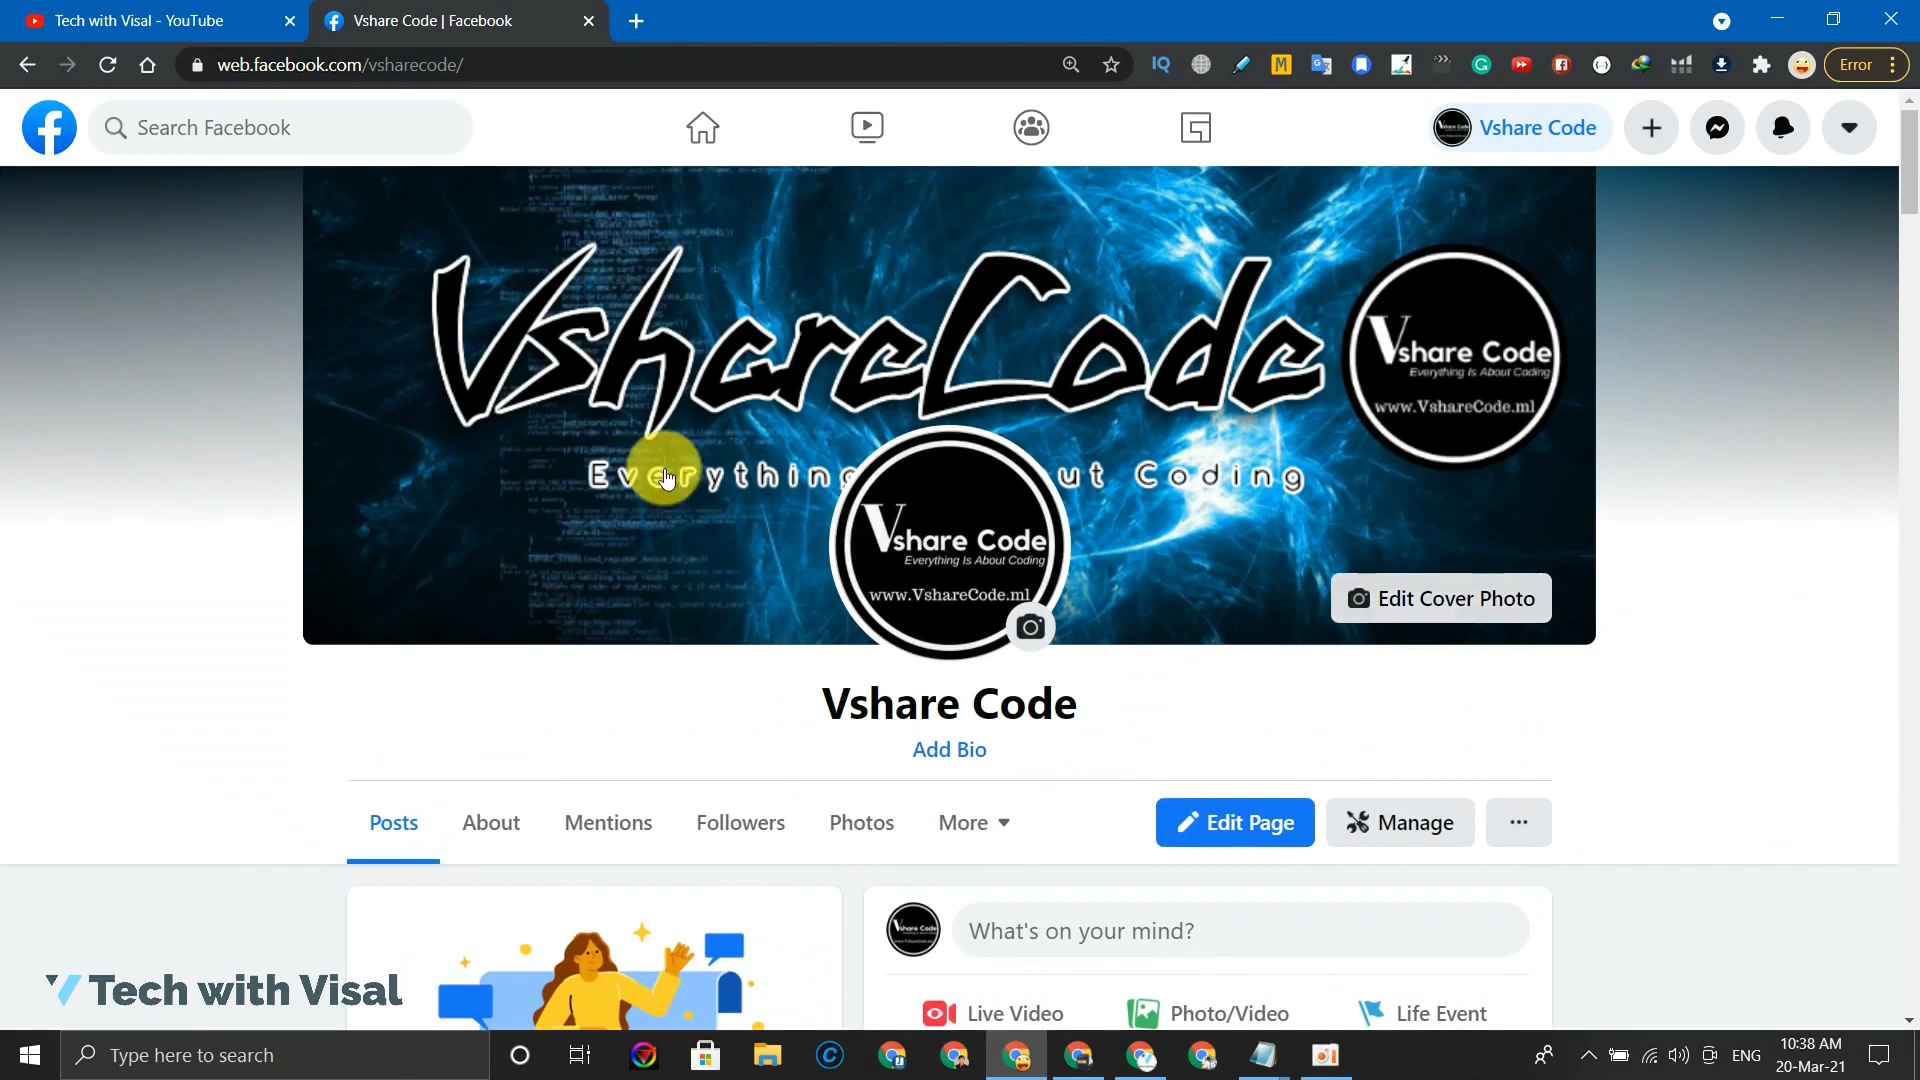 Tech with Visal - YouTube
Vshare Code | Facebook
web.facebook.com/vsharecode/
Error
Search Facebook
Vshare Code
VshareCode
Vshare Code
Everything Is About Coding
www.VshareCode.ml
Everything
ut Coding
Vshare Code
Everything Is About Coding
www.VshareCode.ml
Edit Cover Photo
Vshare Code
Add Bio
Posts
About
Mentions
Followers
Photos
More
Edit Page
Manage
What's on your mind?
Live Video
Photo/Video
Life Event
Tech with Visal
Type here to search
ENG
10:38 AM
20-Mar-21